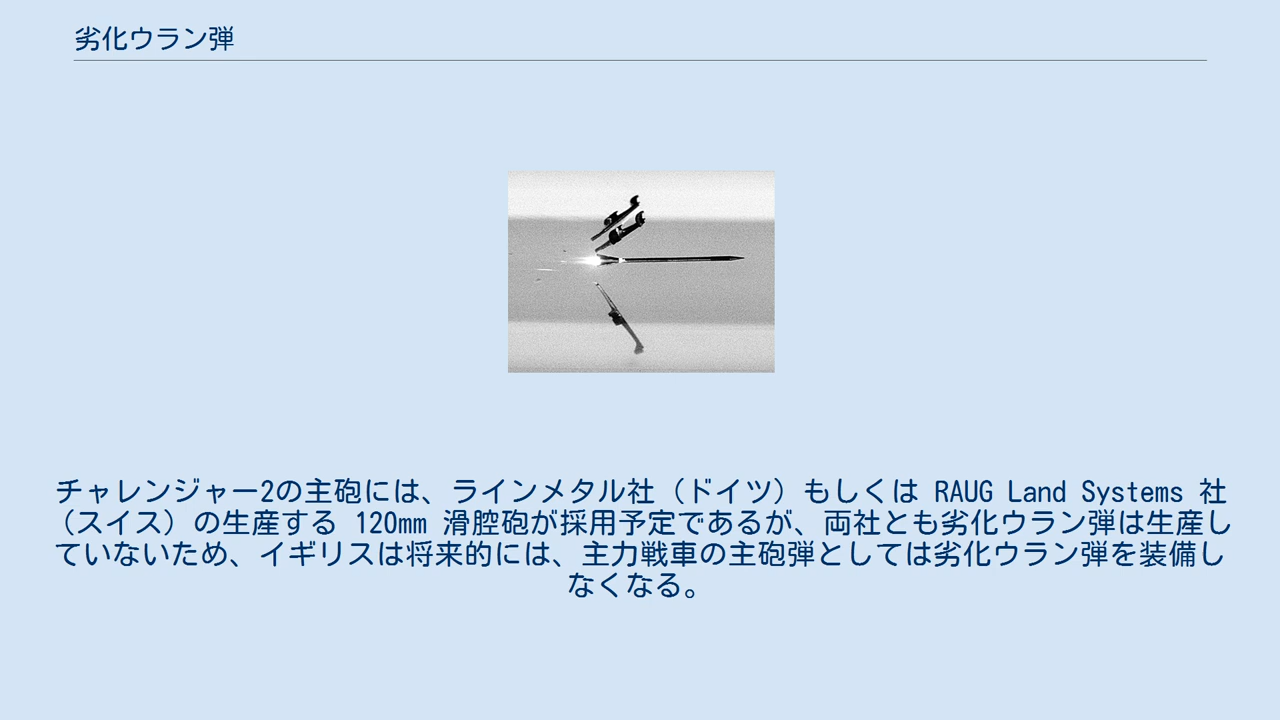 劣化ウラン弾
チャレンジャー2の主砲には、ラインメタル社（ドイツ）もしくは RAUG Land Systems 社
（スイス）の生産する 120mm 滑腔砲が採用予定であるが、両社とも劣化ウラン弾は生産し
ていないため、イギリスは将来的には、主力戦車の主砲弾としては劣化ウラン弾を装備し
なくなる。